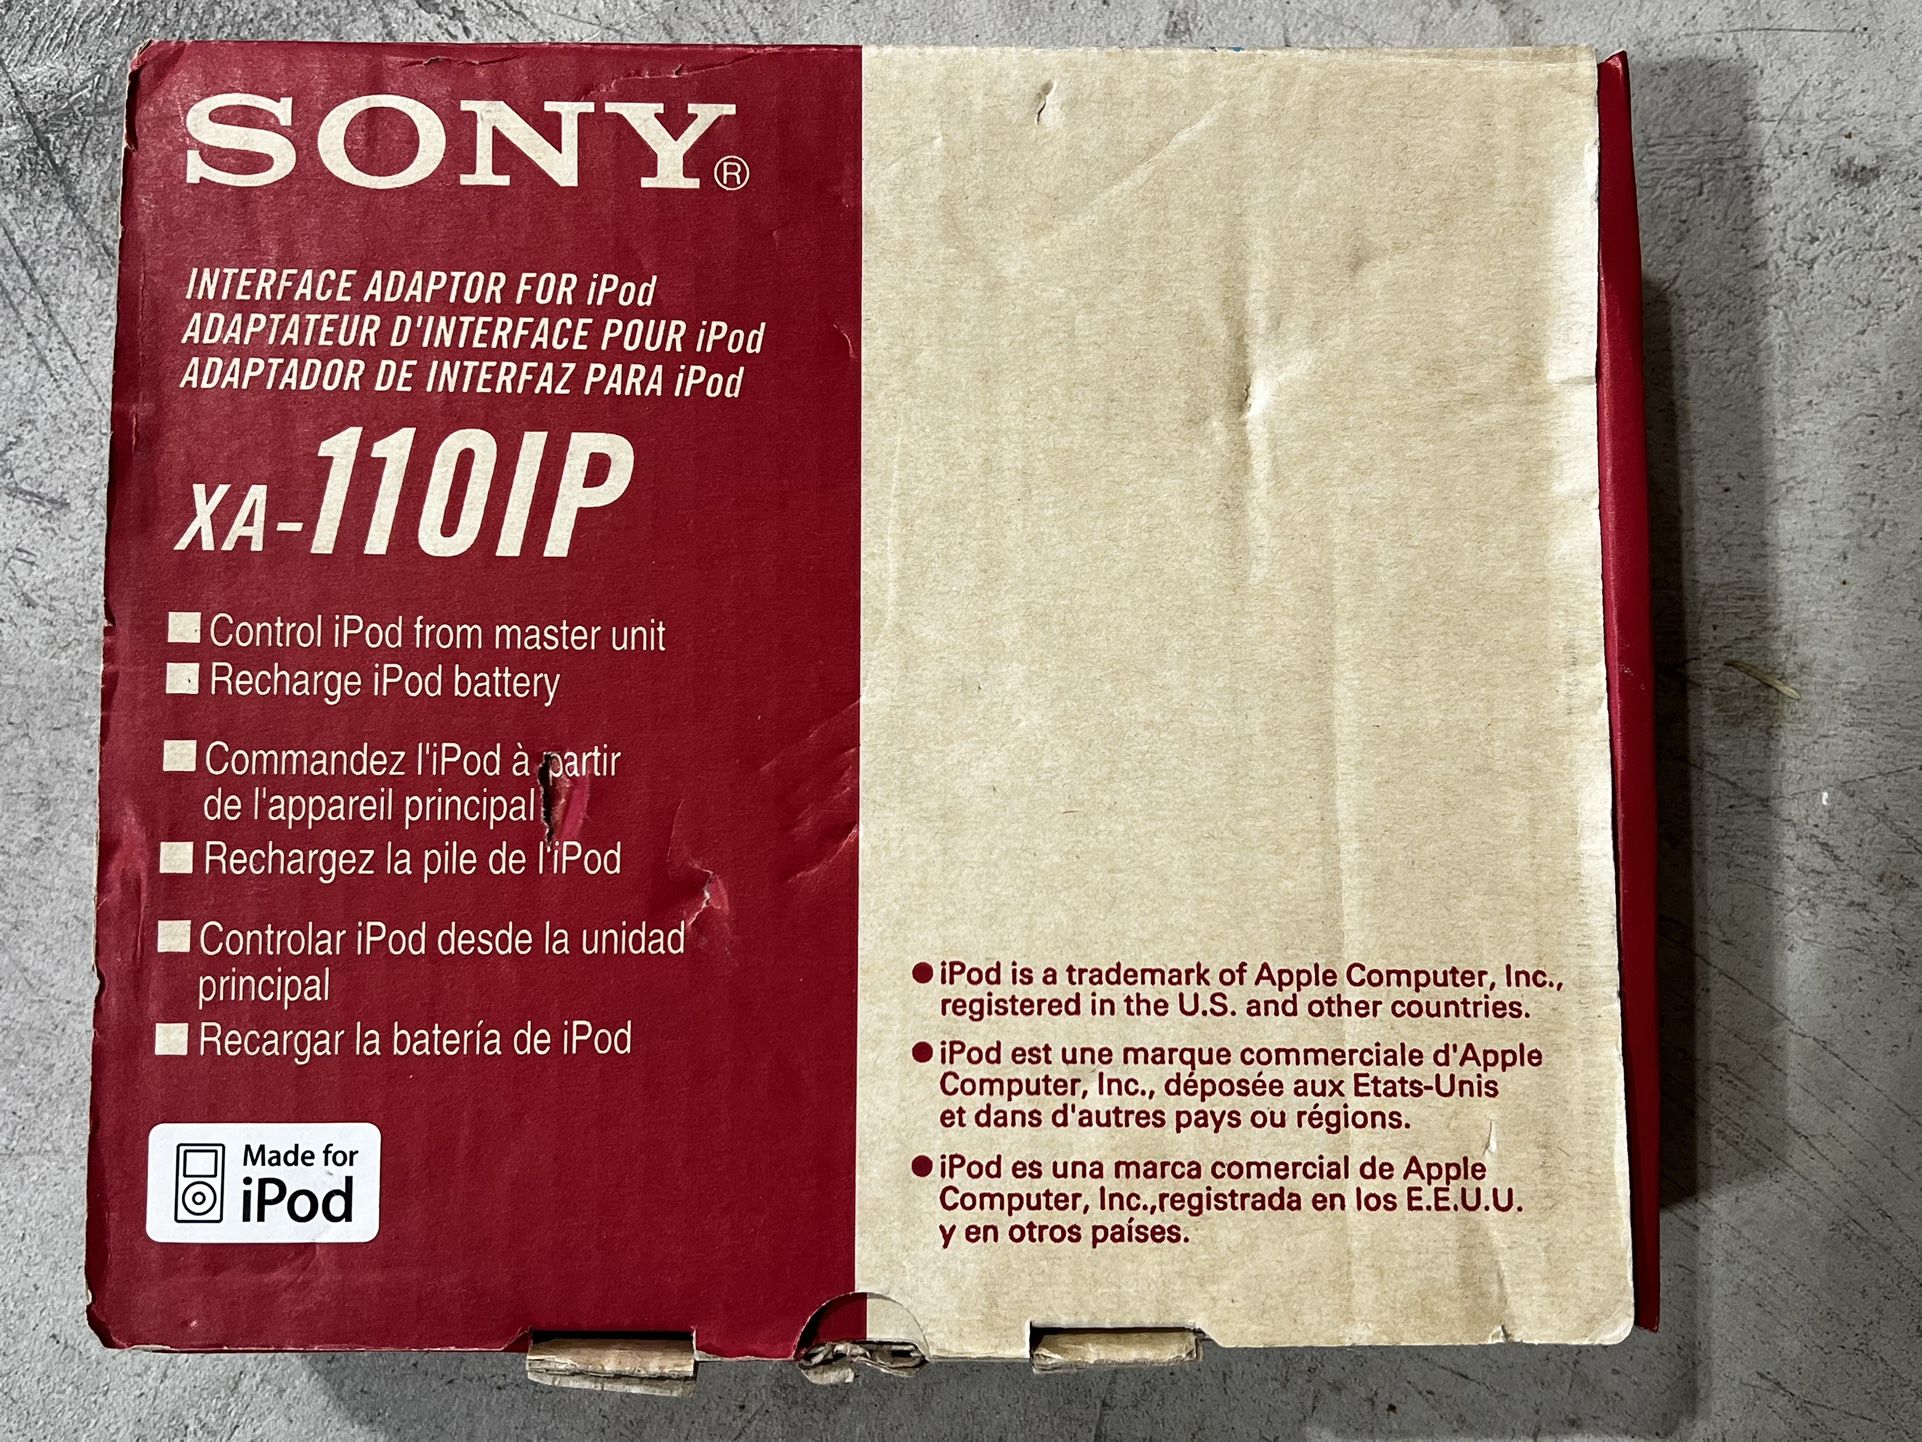 SONY®
INTERFACE ADAPTOR FOR iPod
ADAPTATEUR D'INTERFACE POUR iPod
ADAPTADOR DE INTERFAZ PARA iPod
XA-110IP
Control iPod from master unit
Recharge iPod battery
Commandez l'iPod à partir
de l'appareil principal
Rechargez la pile de l'iPod
Controlar iPod desde la unidad
principal
Recargar la batería de iPod
Made for
iPod
● iPod is a trademark of Apple Computer, Inc.,
registered in the U.S. and other countries.
● iPod est une marque commerciale d'Apple
Computer, Inc., déposée aux Etats-Unis
et dans d'autres pays ou régions.
● iPod es una marca comercial de Apple
Computer, Inc.,registrada en los E.E.U.U.
y en otros países.